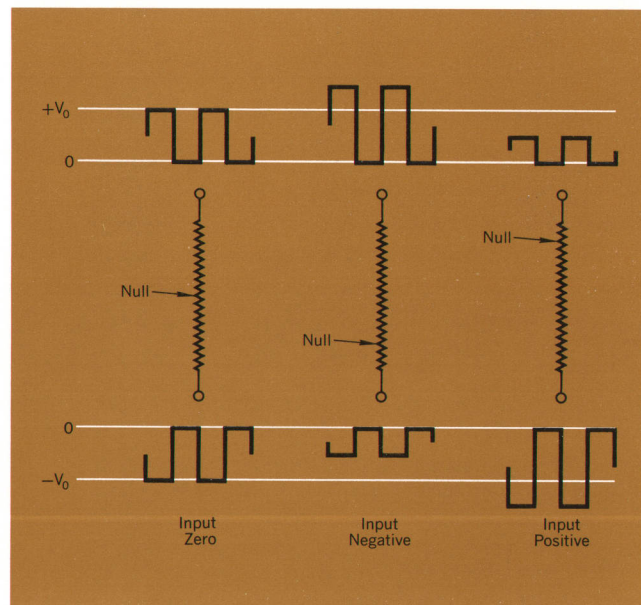 +V₀
0
Null
Null
Null
0
−V₀
Input Zero
Input Negative
Input Positive